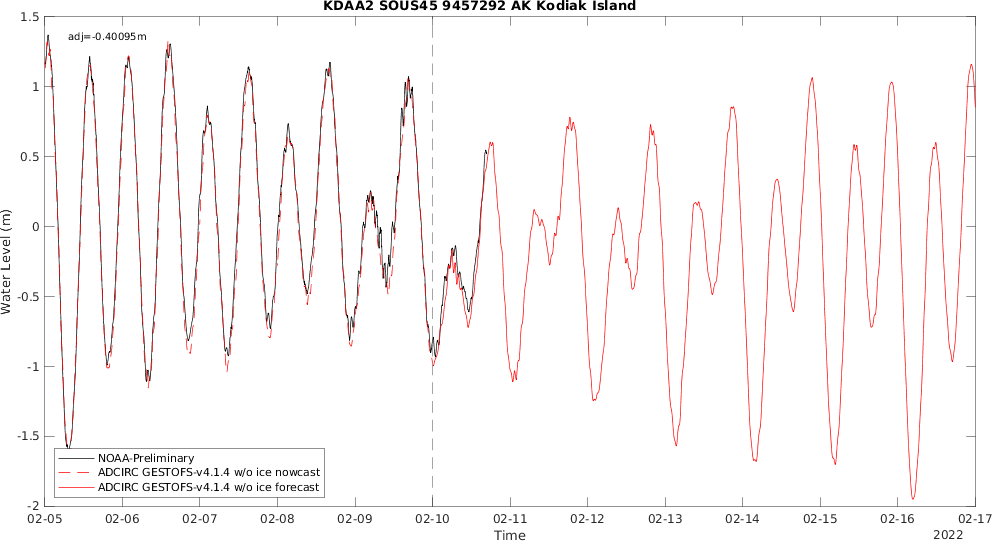 KDAA2 SOUS45 9457292 AK Kodiak Island
adj=-0.40095m
1.5
1
0.5
0
-0.5
-1
-1.5
-2
Water Level (m)
NOAA-Preliminary
ADCIRC GESTOFS-v4.1.4 w/o ice nowcast
ADCIRC GESTOFS-v4.1.4 w/o ice forecast
02-05 02-06 02-07 02-08 02-09 02-10 02-11 02-12 02-13 02-14 02-15 02-16 02-17
Time
2022